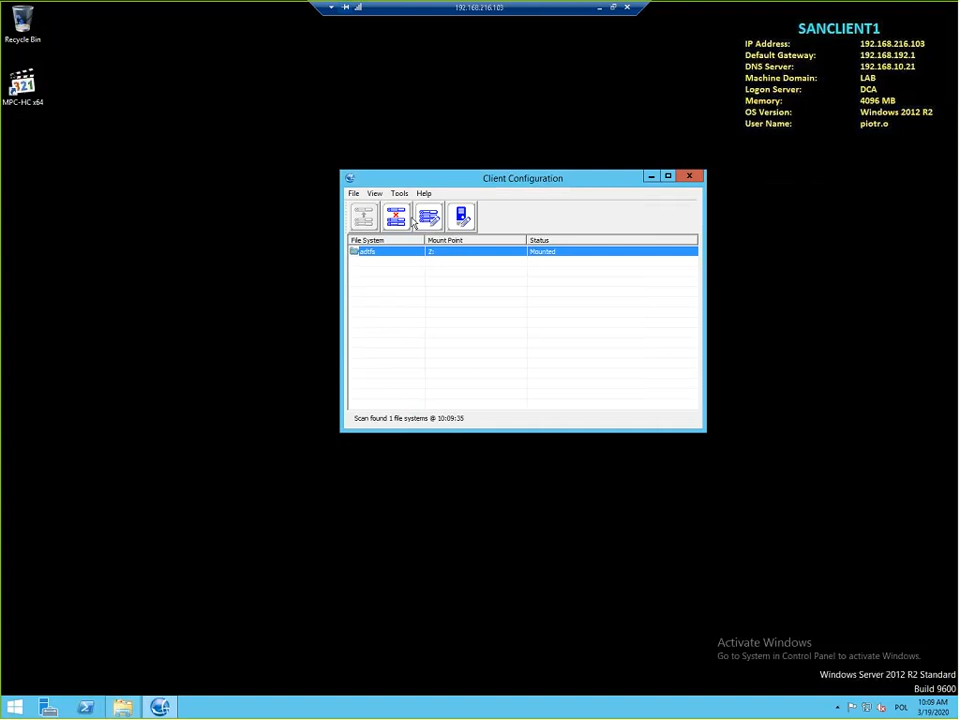 192.168.216.103
Recycle Bin
MPC-HC x64
SANCLIENT1
IP Address: 192.168.216.103
Default Gateway: 192.168.192.1
DNS Server: 192.168.10.21
Machine Domain: LAB
Logon Server: DCA
Memory: 4096 MB
OS Version: Windows 2012 R2
User Name: piotr.o
Client Configuration
File View Tools Help
File System Mount Point Status
adtfs Z: Mounted
Scan found 1 file systems @ 10:09:35
Activate Windows
Go to System in Control Panel to activate Windows.
Windows Server 2012 R2 Standard
Build 9600
POL
10:09 AM
3/19/2020